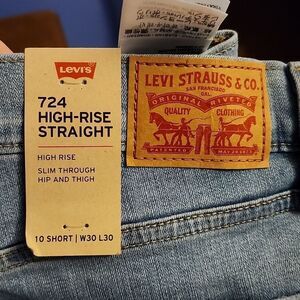 Levi's
724
HIGH-RISE
STRAIGHT
HIGH RISE
SLIM THROUGH
HIP AND THIGH
10 SHORT | W30 L30
LEVI STRAUSS & CO.
SAN FRANCISCO
CALIF.
ORIGINAL RIVETED
QUALITY CLOTHING